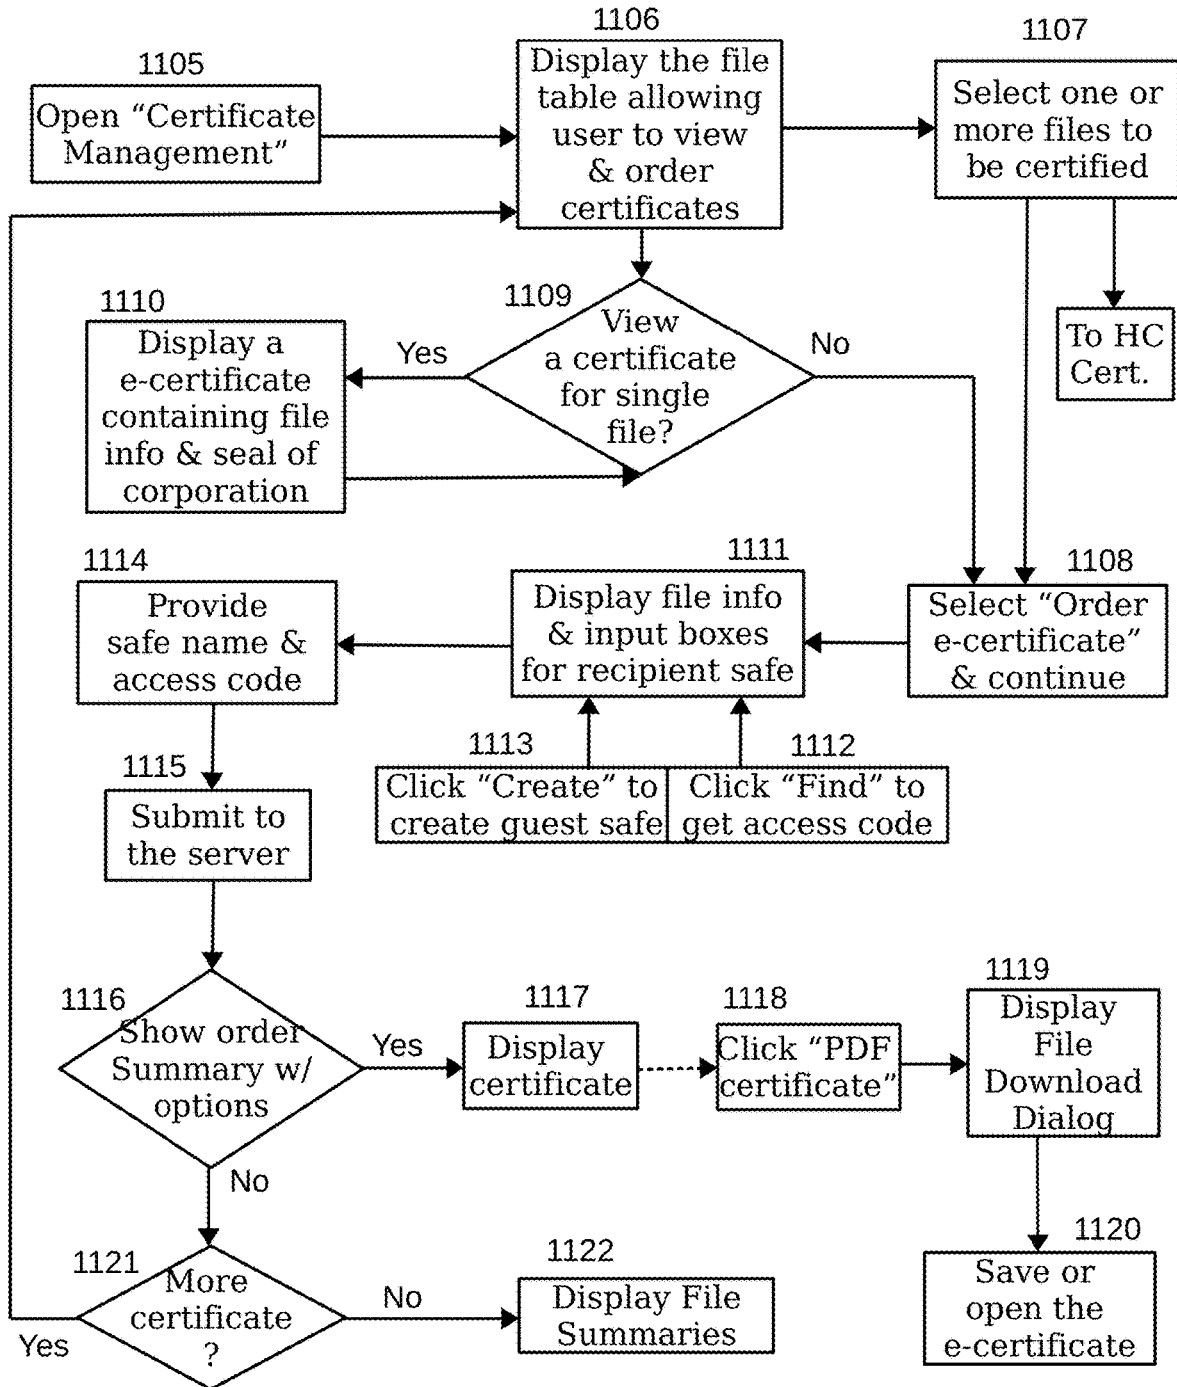 1105
Open “Certificate
Management”
1106
Display the file
table allowing
user to view
& order
certificates
1107
Select one or
more files to
be certified
To HC
Cert.
1109
View
a certificate
for single
file?
Yes
No
1110
Display a
e-certificate
containing file
info & seal of
corporation
1108
Select “Order
e-certificate”
& continue
1111
Display file info
& input boxes
for recipient safe
1113
Click “Create” to
create guest safe
1112
Click “Find” to
get access code
1114
Provide
safe name &
access code
1115
Submit to
the server
1116
Show order
Summary w/
options
Yes
No
1117
Display
certificate
1118
Click “PDF
certificate”
1119
Display
File
Download
Dialog
1120
Save or
open the
e-certificate
1121
More
certificate
?
Yes
No
1122
Display File
Summaries